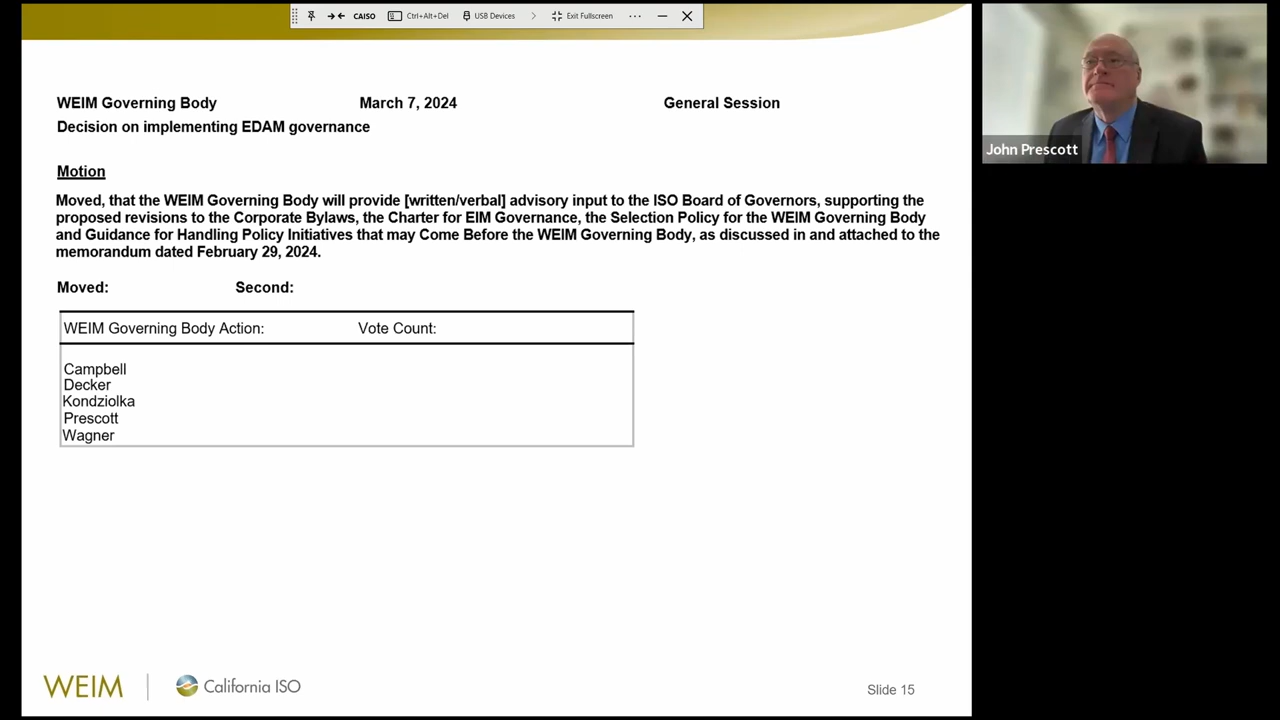 CAISO
Ctrl+Alt+Del
USB Devices
Exit Fullscreen
WEIM Governing Body March 7, 2024 General Session
Decision on implementing EDAM governance
Motion
Moved, that the WEIM Governing Body will provide [written/verbal] advisory input to the ISO Board of Governors, supporting the
proposed revisions to the Corporate Bylaws, the Charter for EIM Governance, the Selection Policy for the WEIM Governing Body
and Guidance for Handling Policy Initiatives that may Come Before the WEIM Governing Body, as discussed in and attached to the
memorandum dated February 29, 2024.
Moved: Second:
WEIM Governing Body Action: Vote Count:
Campbell
Decker
Kondziolka
Prescott
Wagner
WEIM
California ISO
Slide 15
John Prescott